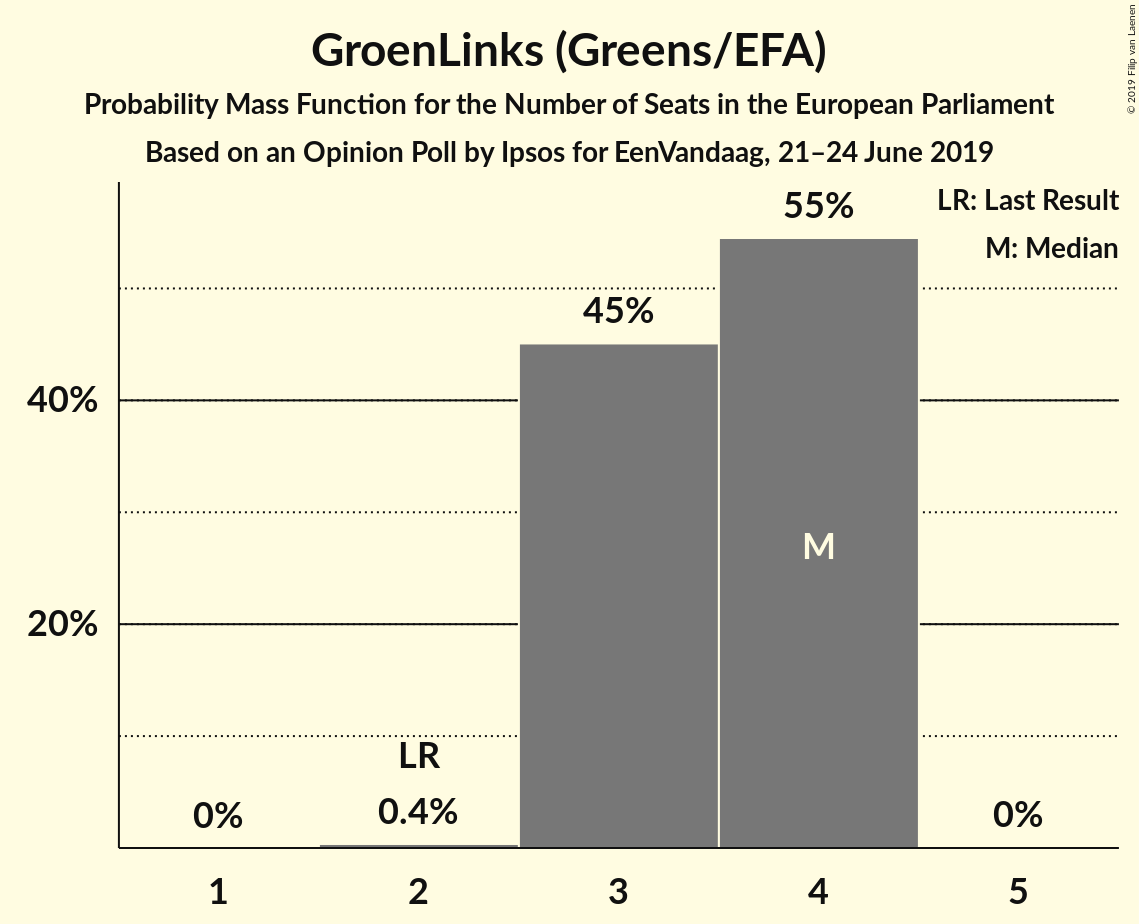 GroenLinks (Greens/EFA)
Probability Mass Function for the Number of Seats in the European Parliament
Based on an Opinion Poll by Ipsos for EenVandaag, 21–24 June 2019
© 2019 Filip van Laenen
LR: Last Result
M: Median
55%
45%
40%
M
20%
LR
0%
0.4%
0%
1
2
3
4
5